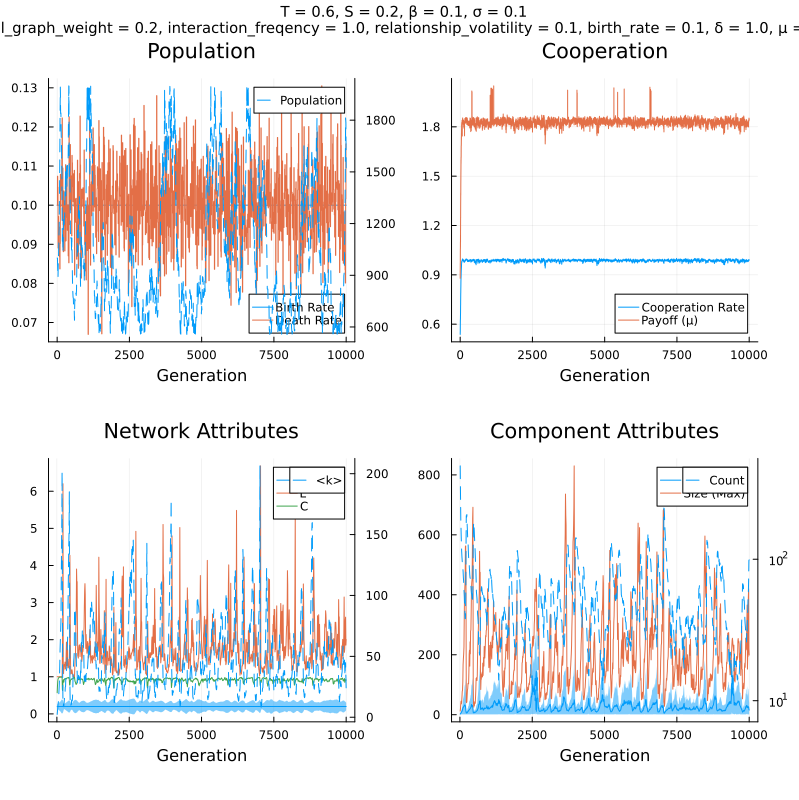 T = 0.6, S = 0.2, β = 0.1, σ = 0.1
l_graph_weight = 0.2, interaction_freqency = 1.0, relationship_volatility = 0.1, birth_rate = 0.1, δ = 1.0, μ =
Population
Cooperation
0.13
0.12
0.11
0.10
0.09
0.08
0.07
1800
1500
1200
900
600
Population
Birth Rate
Death Rate
0 2500 5000 7500 10000
Generation
1.8
1.5
1.2
0.9
0.6
Cooperation Rate
Payoff (μ)
0 2500 5000 7500 10000
Generation
Network Attributes
Component Attributes
6
5
4
3
2
1
0
200
150
100
50
0
<k>
C
0 2500 5000 7500 10000
Generation
800
600
400
200
0
10²
10¹
Count
Size (Max)
0 2500 5000 7500 10000
Generation